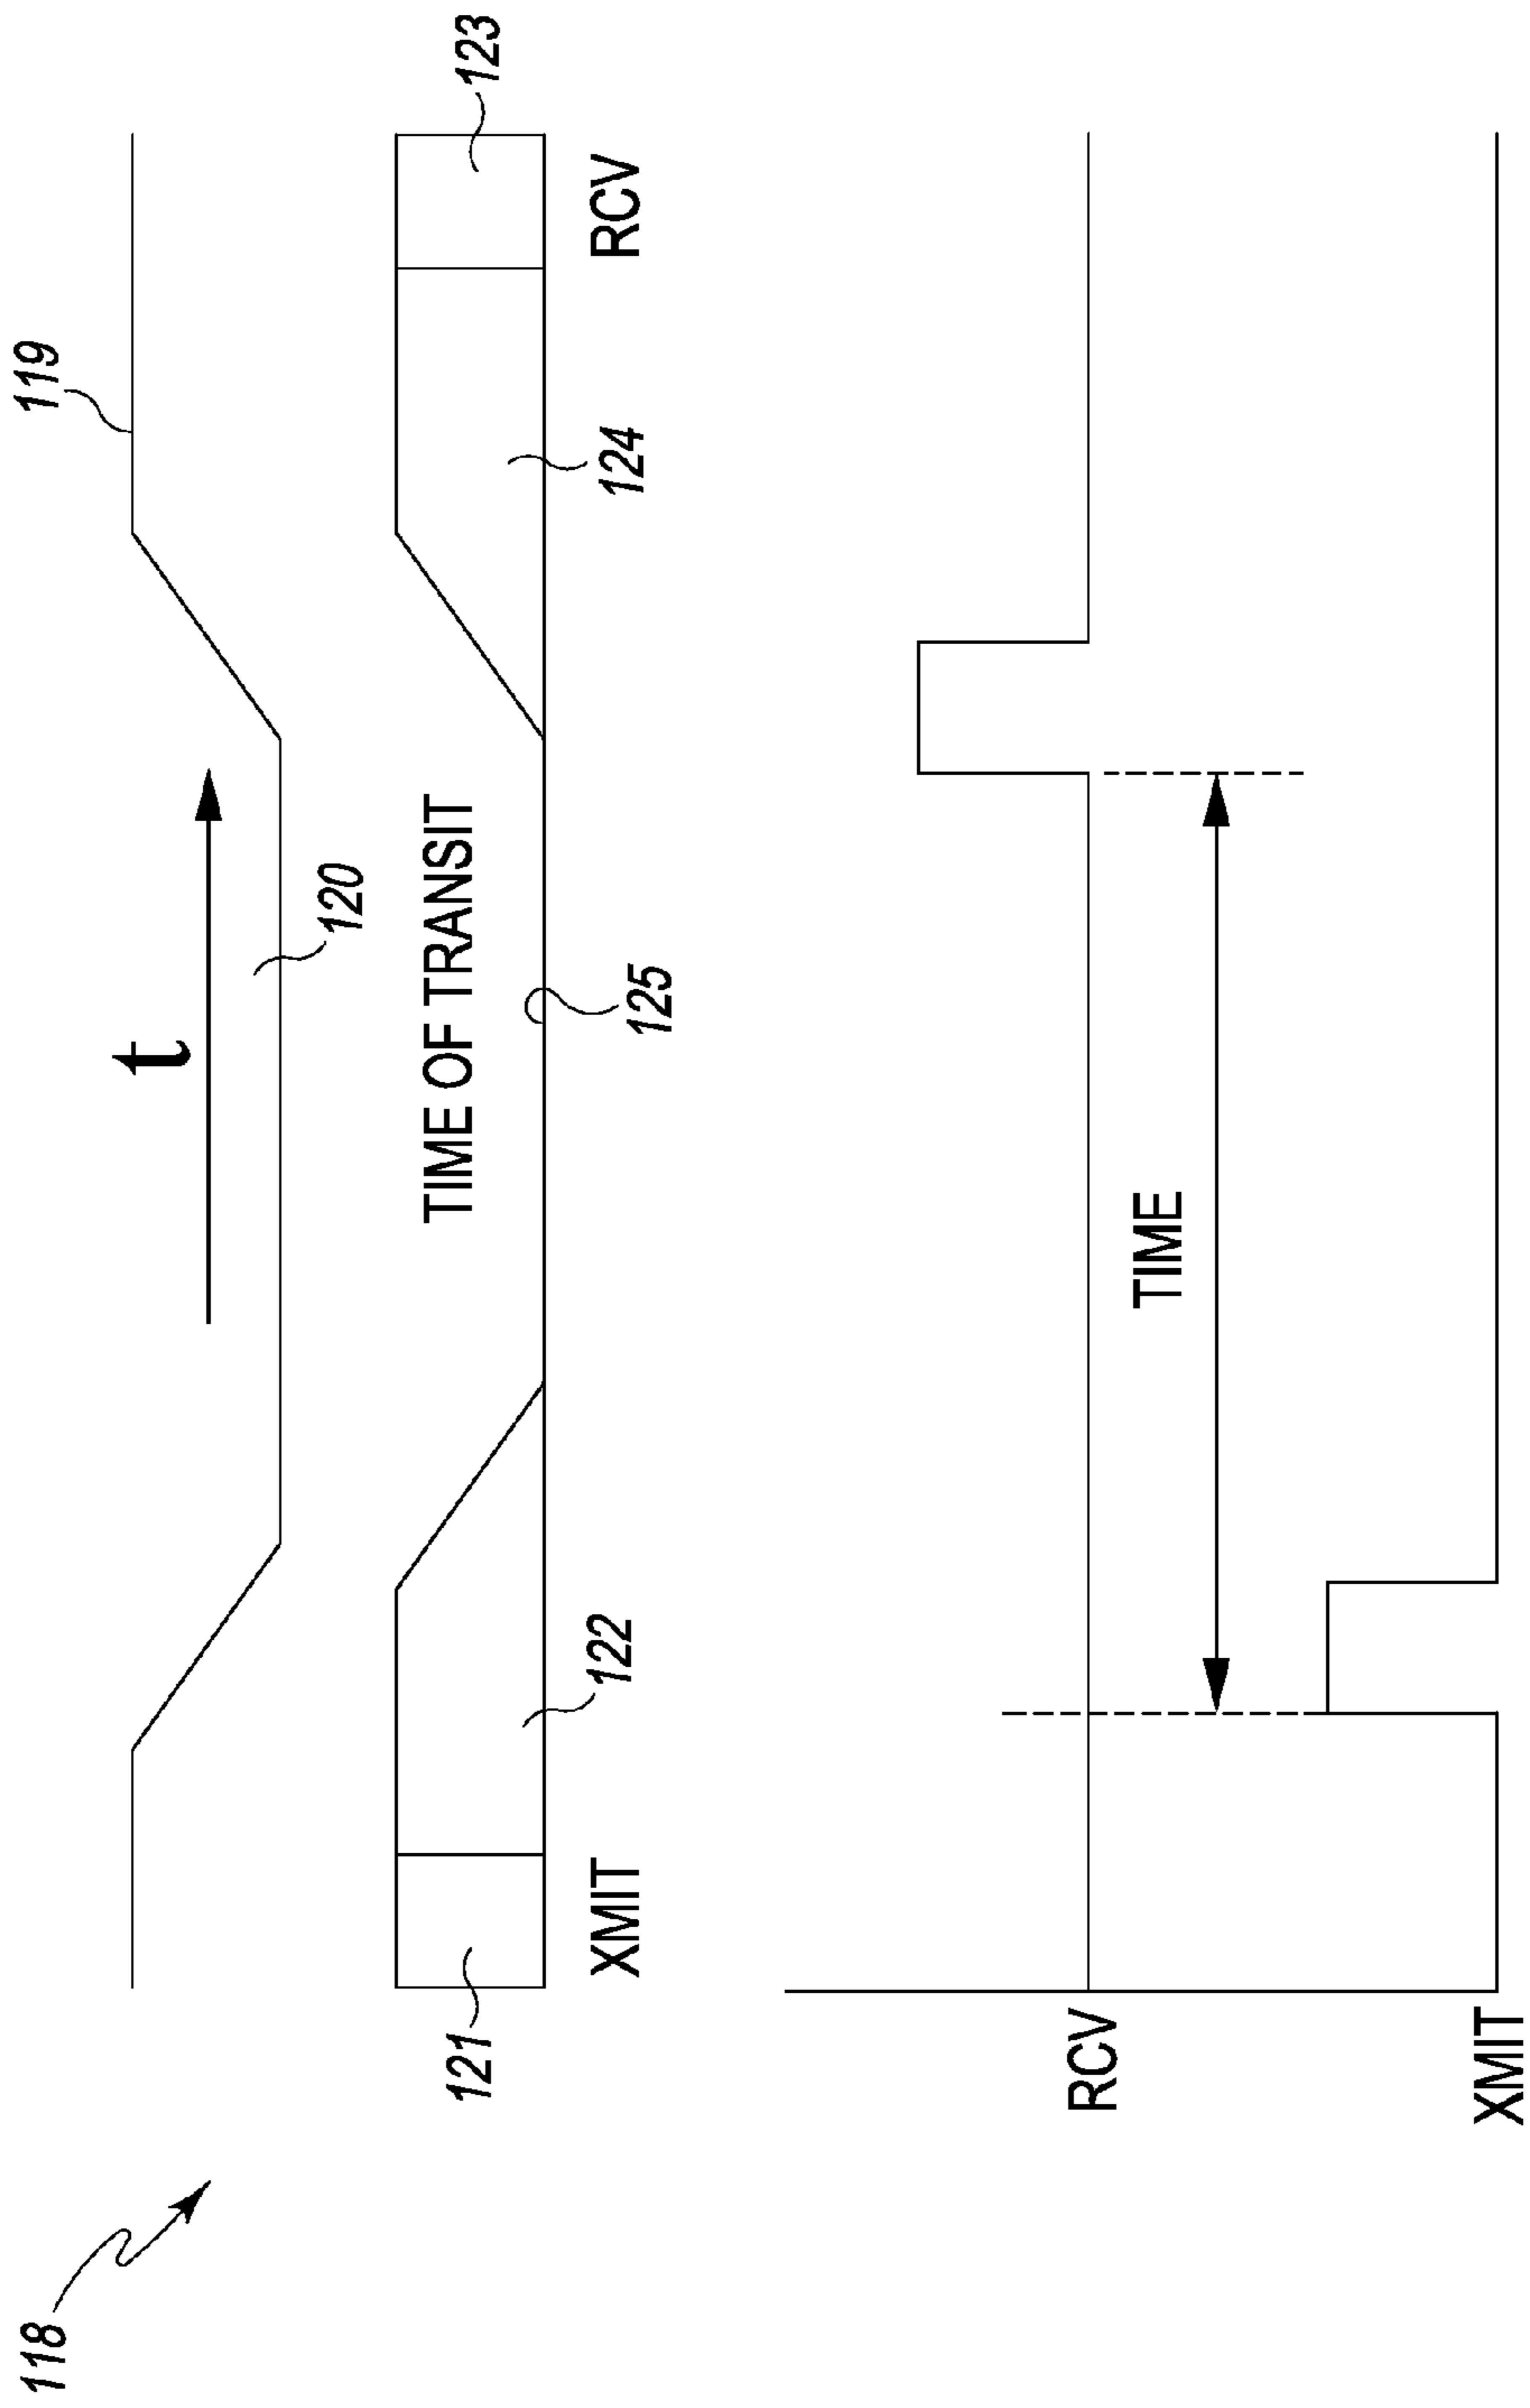 118
119
t
120
TIME OF TRANSIT
121
122
125
124
123
XMIT
RCV
RCV
TIME
XMIT